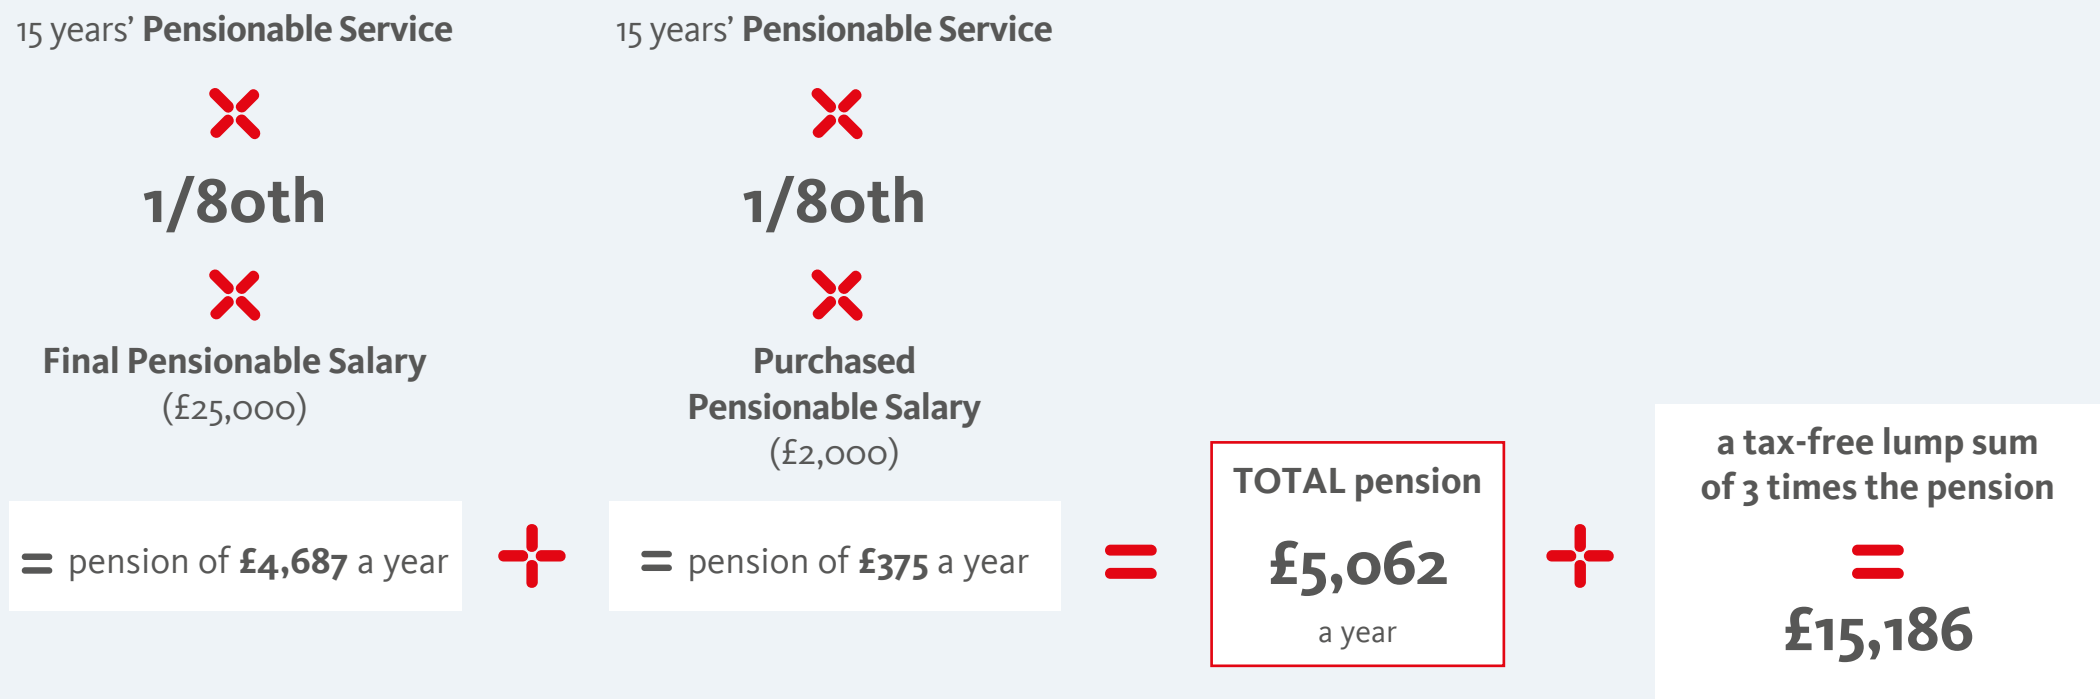 15 years’ Pensionable Service
1/80th
Final Pensionable Salary
(£25,000)
= pension of £4,687 a year
+
15 years’ Pensionable Service
1/80th
Purchased
Pensionable Salary
(£2,000)
= pension of £375 a year
=
TOTAL pension
£5,062
a year
+
a tax-free lump sum
of 3 times the pension
=
£15,186